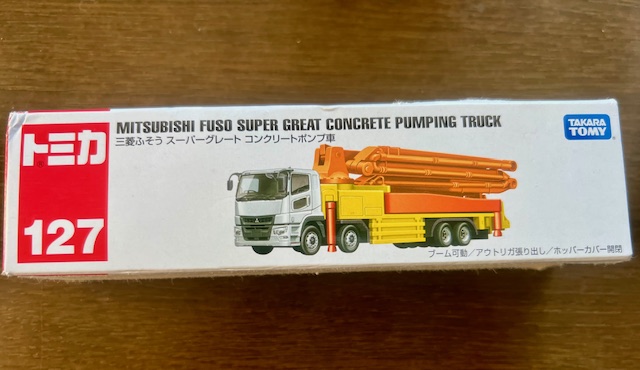 トミカ
127
MITSUBISHI FUSO SUPER GREAT CONCRETE PUMPING TRUCK
三菱ふそう スーパーグレート コンクリートポンプ車
TAKARA
TOMY
ブーム可動／アウトリガ張り出し／ホッパーカバー開閉